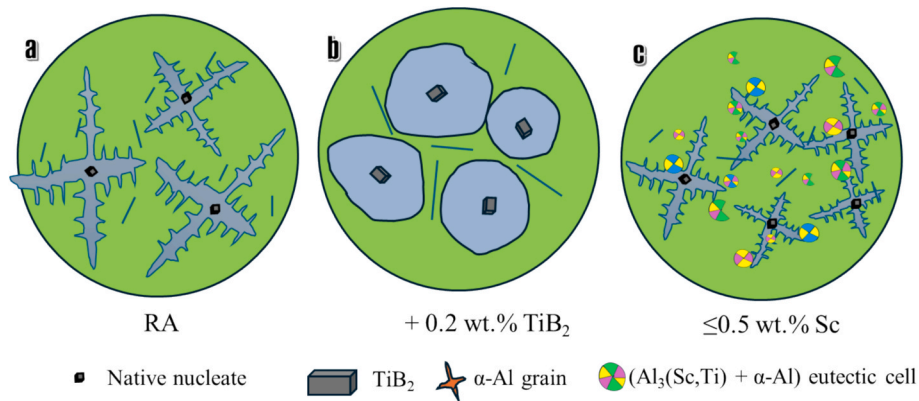 a
b
c
RA
+ 0.2 wt.% TiB₂
≤0.5 wt.% Sc
Native nucleate
TiB₂
α-Al grain
(Al₃(Sc,Ti) + α-Al) eutectic cell